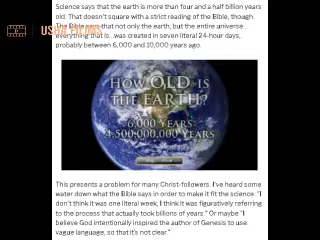 Science says that the earth is more than four and a half billion years
old. That doesn't square with a strict reading of the Bible, though.
The Bible says that not only the earth, but the entire universe...
everything that is...was created in seven literal 24-hour days,
probably between 6,000 and 10,000 years ago.
HOW OLD IS
THE EARTH?
6,000 YEARS
4,500,000,000 YEARS
This presents a problem for many Christ-followers. I've heard some
water down what the Bible says in order to make it fit the science. "I
don't think it was one literal week, I think it was figuratively referring
to the process that actually took billions of years." Or maybe "I
believe God intentionally inspired the author of Genesis to use
vague language, so that it's not clear."